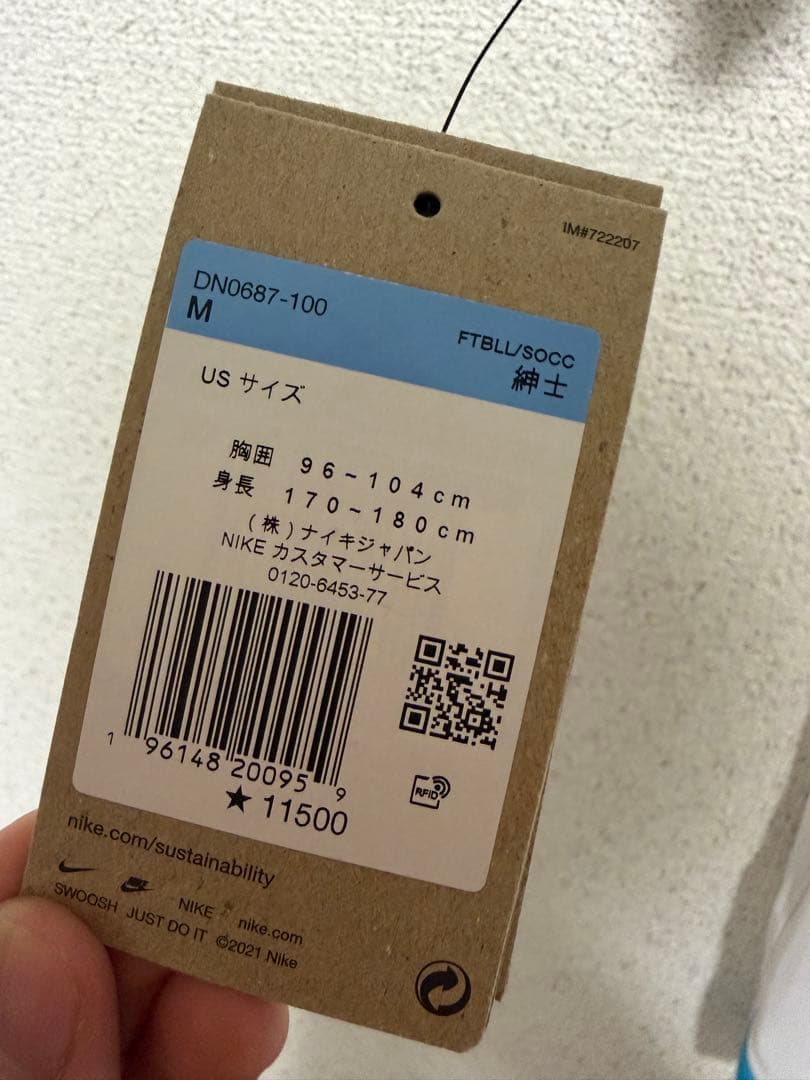 IM#722207
DN0687-100
M
FTBLL/SOCC
紳士
US サイズ
胸囲 96-104cm
身長 170-180cm
(株)ナイキジャパン
NIKE カスタマーサービス
0120-6453-77
1 96148 20095 9
★11500
RFID
nike.com/sustainability
SWOOSH JUST DO IT NIKE nike.com
©2021 Nike